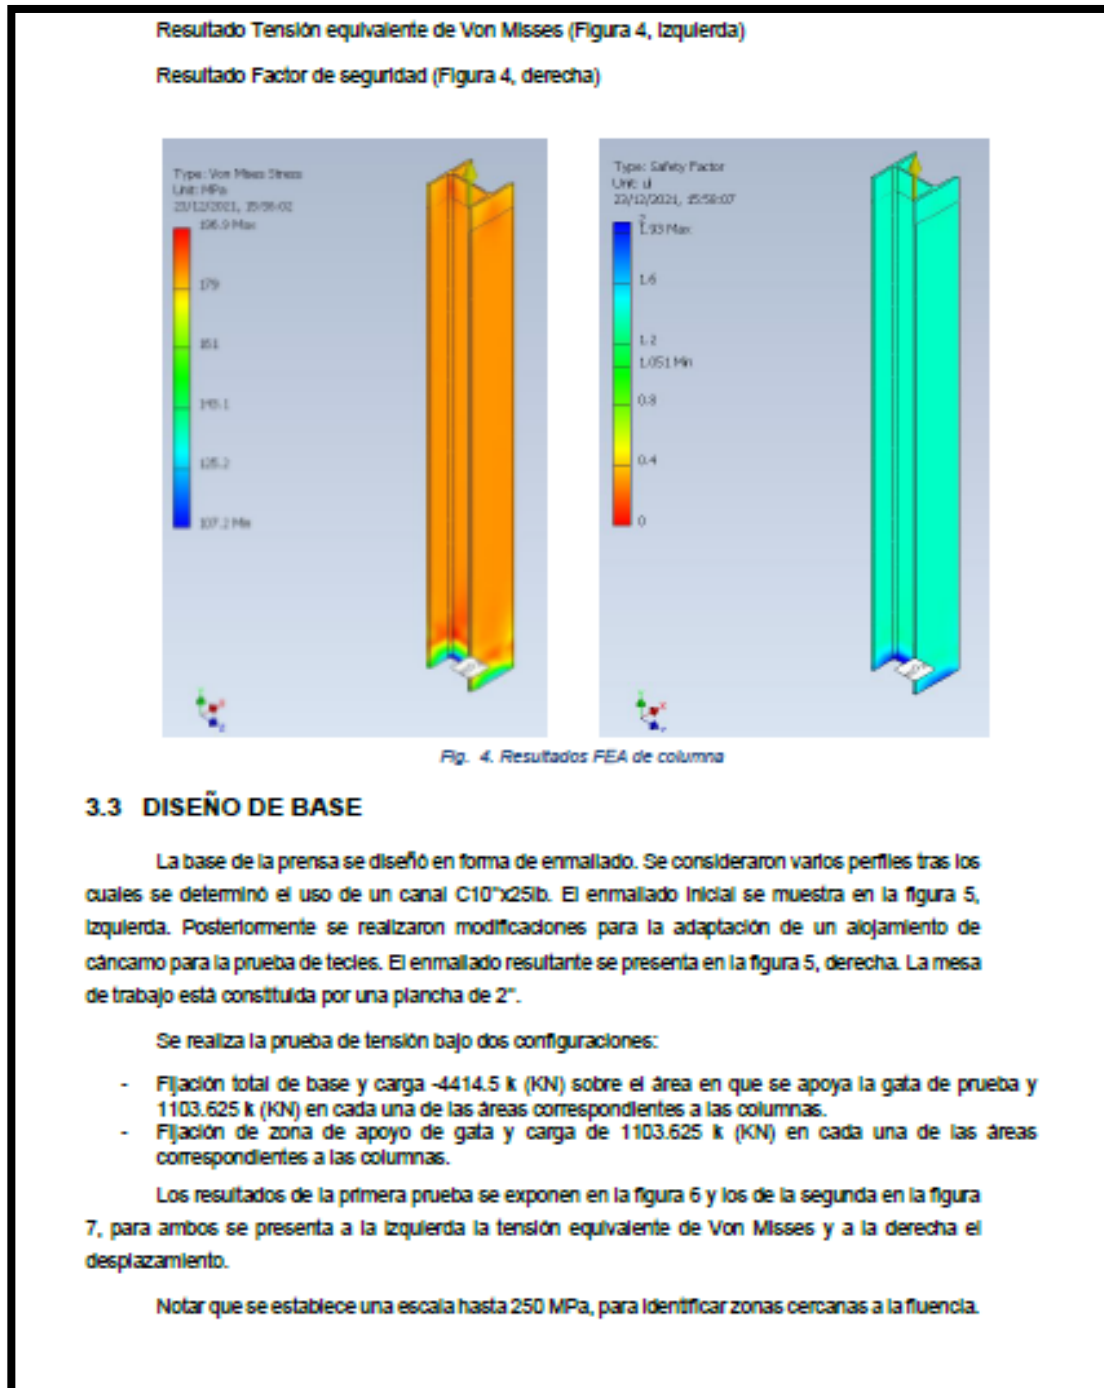 Resultado Tensión equivalente de Von Misses (Figura 4, izquierda)
Resultado Factor de seguridad (Figura 4, derecha)
Type: Von Mises Stress
Unit: MPa
23/12/2021, 15:56:02
196.9 Max
179
161
143.1
125.2
107.2 Min
Type: Safety Factor
Unit: ul
23/12/2021, 15:58:07
2
1.93 Max
1.6
1.2
1.051 Min
0.8
0.4
0
Fig. 4. Resultados FEA de columna
3.3 DISEÑO DE BASE
La base de la prensa se diseñó en forma de enmallado. Se consideraron varios perfiles tras los
cuales se determinó el uso de un canal C10"x25lb. El enmallado inicial se muestra en la figura 5,
izquierda. Posteriormente se realizaron modificaciones para la adaptación de un alojamiento de
cáncamo para la prueba de tecles. El enmallado resultante se presenta en la figura 5, derecha. La mesa
de trabajo está constituida por una plancha de 2".
Se realiza la prueba de tensión bajo dos configuraciones:
- Fijación total de base y carga -4414.5 k (KN) sobre el área en que se apoya la gata de prueba y
1103.625 k (KN) en cada una de las áreas correspondientes a las columnas.
- Fijación de zona de apoyo de gata y carga de 1103.625 k (KN) en cada una de las áreas
correspondientes a las columnas.
Los resultados de la primera prueba se exponen en la figura 6 y los de la segunda en la figura
7, para ambos se presenta a la izquierda la tensión equivalente de Von Misses y a la derecha el
desplazamiento.
Notar que se establece una escala hasta 250 MPa, para identificar zonas cercanas a la fluencia.